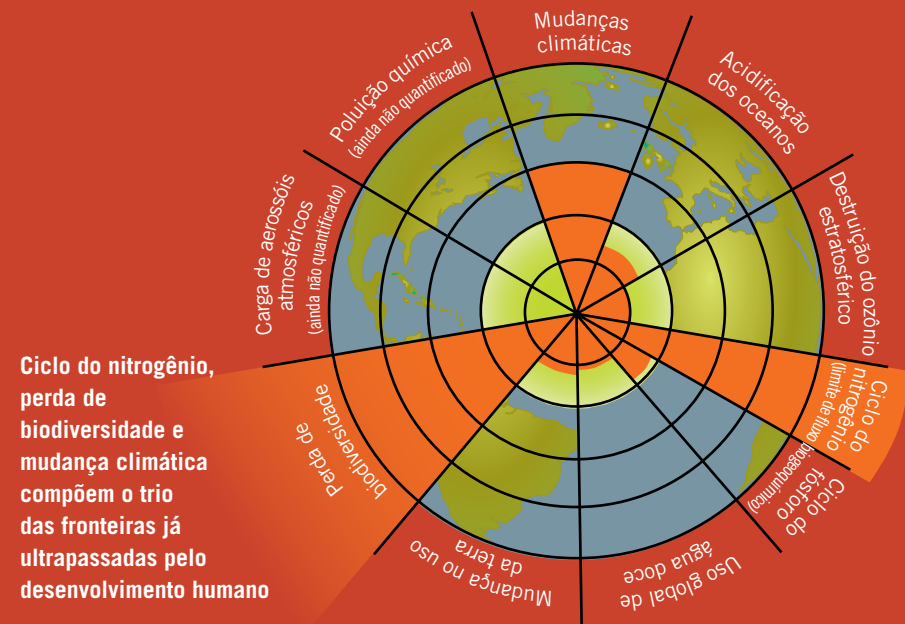 Mudanças
climáticas
Acidificação
dos oceanos
Destruição do ozônio
estratosférico
Ciclo do
nitrogênio
(limite de fluxo biogeoquímico)
Ciclo do
fósforo
Uso global de
água doce
Mudança no uso
da terra
Perda de
biodiversidade
Carga de aerossóis
atmosféricos
(ainda não quantificado)
Poluição química
(ainda não quantificado)
Ciclo do nitrogênio,
perda de
biodiversidade e
mudança climática
compõem o trio
das fronteiras já
ultrapassadas pelo
desenvolvimento humano